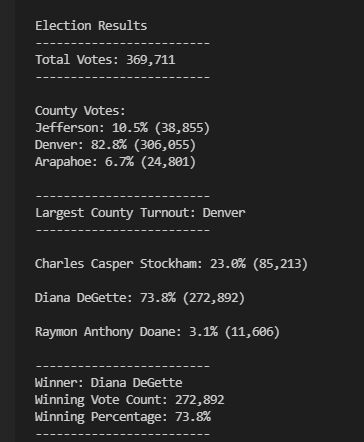 Election Results
-------------------------
Total Votes: 369,711
-------------------------
County Votes:
Jefferson: 10.5% (38,855)
Denver: 82.8% (306,055)
Arapahoe: 6.7% (24,801)
-------------------------
Largest County Turnout: Denver
-------------------------
Charles Casper Stockham: 23.0% (85,213)
Diana DeGette: 73.8% (272,892)
Raymon Anthony Doane: 3.1% (11,606)
-------------------------
Winner: Diana DeGette
Winning Vote Count: 272,892
Winning Percentage: 73.8%
-------------------------